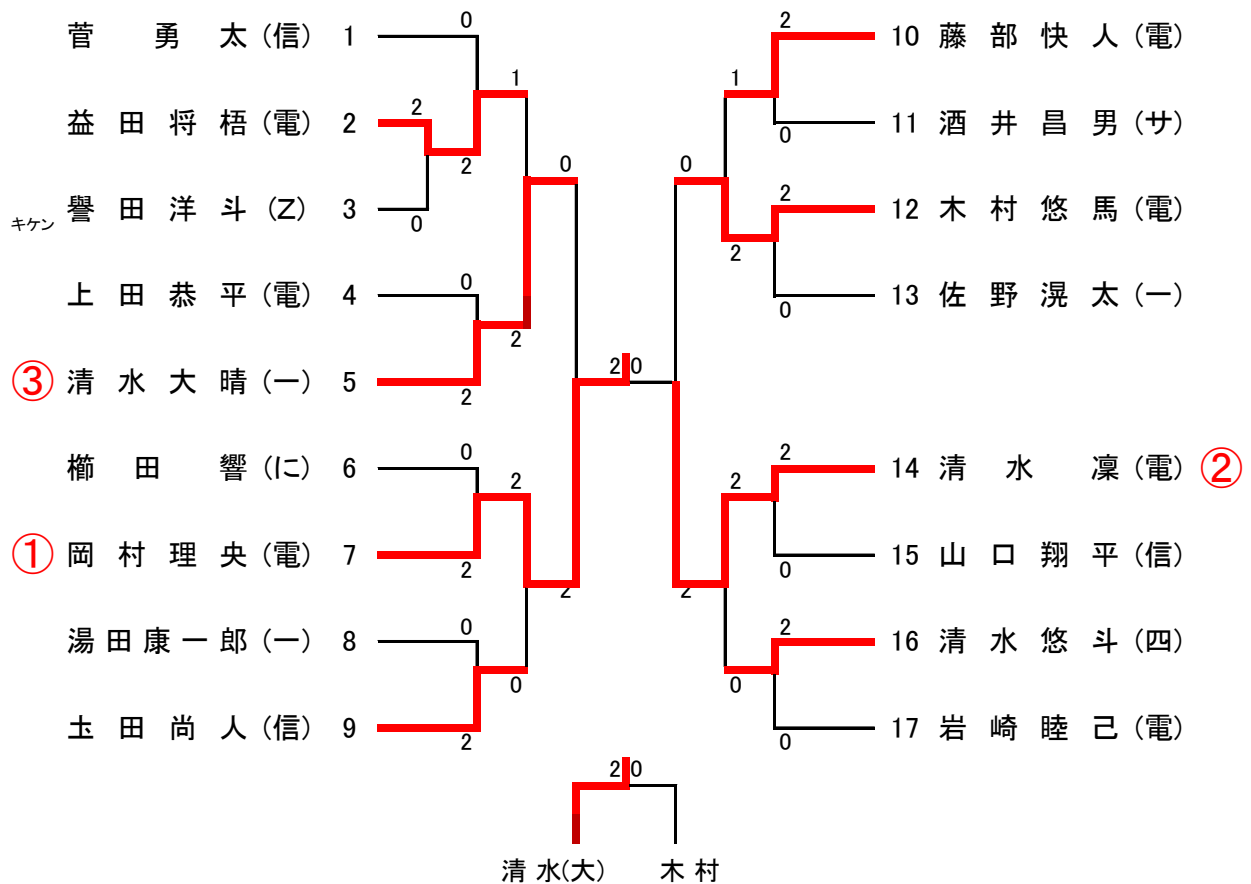 0
菅 勇 太 (信) 1
1
2
益 田 将 梧 (電) 2
2
キケン 譽 田 洋 斗 (Z) 3
0
0
0
上 田 恭 平 (電) 4
2
③ 清 水 大 晴 (一) 5
2
0
櫛 田 響 (に) 6
2
① 岡 村 理 央 (電) 7
2
2
0
湯 田 康 一 郎 (一) 8
0
圡 田 尚 人 (信) 9
2
2 0
2
10 藤 部 快 人 (電)
1
11 酒 井 昌 男 (サ)
0
0
2
12 木 村 悠 馬 (電)
2
13 佐 野 滉 太 (一)
0
2
14 清 水 凜 (電) ②
2
15 山 口 翔 平 (信)
0
2
2
16 清 水 悠 斗 (四)
0
17 岩 崎 睦 己 (電)
0
2 0
清 水(大) 木 村